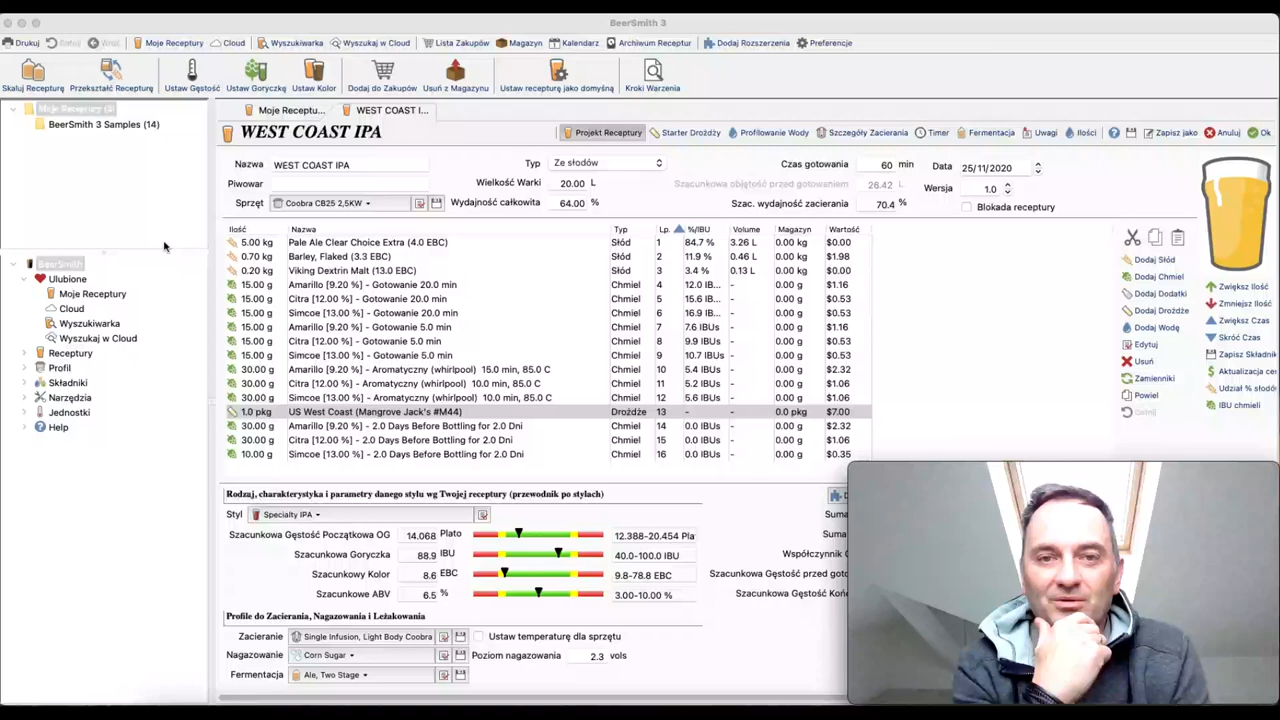 BeerSmith 3
Drukuj Moje Receptury Cloud Wyszukiwarka Wyszukaj w Cloud Lista Zakupów Magazyn Kalendarz Archiwum Receptur Dodaj Rozszerzenia Preferencje
Skaluj Recepturę Przekształć Recepturę Ustaw Gęstość Ustaw Goryczkę Ustaw Kolor Dodaj do Zakupów Usuń z Magazynu Ustaw recepturę jako domyślną Kroki Warzenia
Moje Receptury (3)
BeerSmith 3 Samples (14)
BeerSmith
Ulubione
Moje Receptury
Cloud
Wyszukiwarka
Wyszukaj w Cloud
Receptury
Profil
Składniki
Narzędzia
Jednostki
Help
Moje Receptu... WEST COAST I...
WEST COAST IPA
Projekt Receptury Starter Drożdży Profilowanie Wody Szczegóły Zacierania Timer Fermentacja Uwagi Ilości Zapisz jako Anuluj Ok
Nazwa WEST COAST IPA Typ Ze słodów Czas gotowania 60 min Data 25/11/2020
Piwowar Wielkość Warki 20.00 L Szacunkowa objętość przed gotowaniem 26.42 L Wersja 1.0
Sprzęt Coobra CB25 2,5KW Wydajność całkowita 64.00 % Szac. wydajność zacierania 70.4 % Blokada receptury
Ilość Nazwa Typ Lp. %/IBU Volume Magazyn Wartość
5.00 kg Pale Ale Clear Choice Extra (4.0 EBC) Słód 1 84.7 % 3.26 L 0.00 kg $0.00
0.70 kg Barley, Flaked (3.3 EBC) Słód 2 11.9 % 0.46 L 0.00 kg $1.98
0.20 kg Viking Dextrin Malt (13.0 EBC) Słód 3 3.4 % 0.13 L 0.00 kg $0.00
15.00 g Amarillo [9.20 %] - Gotowanie 20.0 min Chmiel 4 12.0 IB... - 0.00 g $1.16
15.00 g Citra [12.00 %] - Gotowanie 20.0 min Chmiel 5 15.6 IB... - 0.00 g $0.53
15.00 g Simcoe [13.00 %] - Gotowanie 20.0 min Chmiel 6 16.9 IB... - 0.00 g $0.53
15.00 g Amarillo [9.20 %] - Gotowanie 5.0 min Chmiel 7 7.6 IBUs - 0.00 g $1.16
15.00 g Citra [12.00 %] - Gotowanie 5.0 min Chmiel 8 9.9 IBUs - 0.00 g $0.53
15.00 g Simcoe [13.00 %] - Gotowanie 5.0 min Chmiel 9 10.7 IBUs - 0.00 g $0.53
30.00 g Amarillo [9.20 %] - Aromatyczny (whirlpool) 15.0 min, 85.0 C Chmiel 10 5.4 IBUs - 0.00 g $2.32
30.00 g Citra [12.00 %] - Aromatyczny (whirlpool) 10.0 min, 85.0 C Chmiel 11 5.2 IBUs - 0.00 g $1.06
30.00 g Simcoe [13.00 %] - Aromatyczny (whirlpool) 10.0 min, 85.0 C Chmiel 12 5.6 IBUs - 0.00 g $1.06
1.0 pkg US West Coast (Mangrove Jack's #M44) Drożdże 13 - - 0.0 pkg $7.00
30.00 g Amarillo [9.20 %] - 2.0 Days Before Bottling for 2.0 Dni Chmiel 14 0.0 IBUs - 0.00 g $2.32
30.00 g Citra [12.00 %] - 2.0 Days Before Bottling for 2.0 Dni Chmiel 15 0.0 IBUs - 0.00 g $1.06
10.00 g Simcoe [13.00 %] - 2.0 Days Before Bottling for 2.0 Dni Chmiel 16 0.0 IBUs - 0.00 g $0.35
Dodaj Słód
Dodaj Chmiel
Dodaj Dodatki
Dodaj Drożdże
Dodaj Wodę
Edytuj
Usuń
Zamienniki
Powiel
Zwiększ Ilość
Zmniejsz Ilość
Zwiększ Czas
Skróć Czas
Zapisz Składnik
Aktualizacja cen
Udział % słodó
IBU chmieli
Rodzaj, charakterystyka i parametry danego stylu wg Twojej receptury (przewodnik po stylach)
Styl Specialty IPA Suma
Szacunkowa Gęstość Początkowa OG 14.068 Plato 12.388-20.454 Pla Suma
Szacunkowa Goryczka 88.9 IBU 40.0-100.0 IBU Współczynnik
Szacunkowy Kolor 8.6 EBC 9.8-78.8 EBC Szacunkowa Gęstość przed goto
Szacunkowe ABV 6.5 % 3.00-10.00 % Szacunkowa Gęstość Koń
Profile do Zacierania, Nagazowania i Leżakowania
Zacieranie Single Infusion, Light Body Coobra Ustaw temperaturę dla sprzętu
Nagazowanie Corn Sugar Poziom nagazowania 2.3 vols
Fermentacja Ale, Two Stage